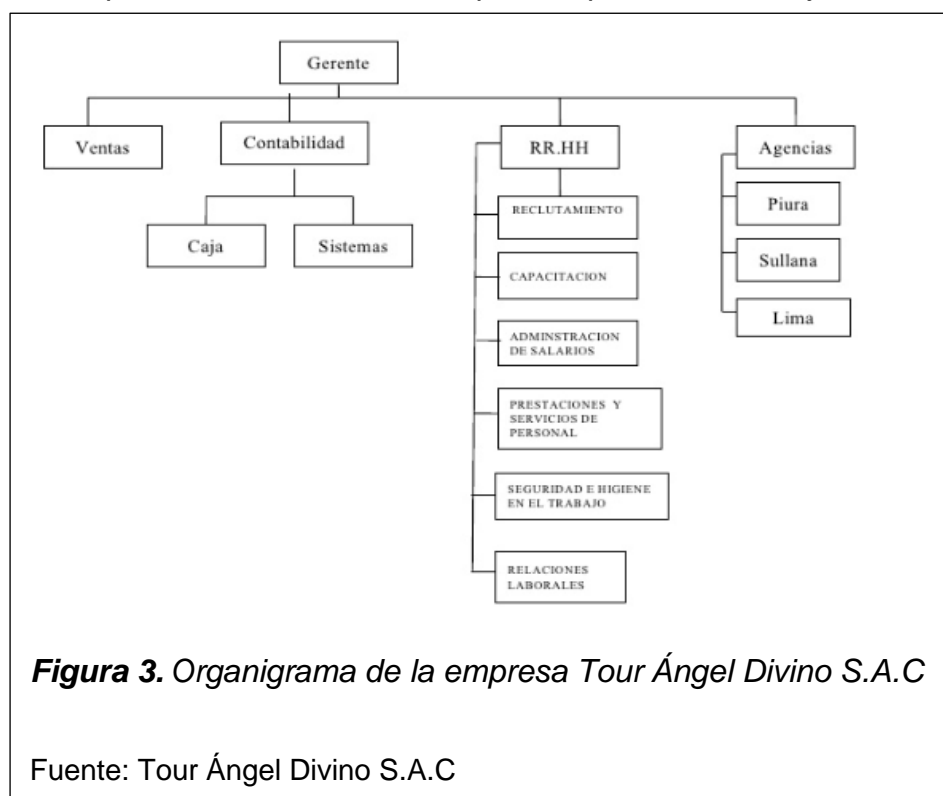 Gerente
Ventas
Contabilidad
RR.HH
Agencias
Caja
Sistemas
RECLUTAMIENTO
CAPACITACION
ADMINSTRACION
DE SALARIOS
PRESTACIONES Y
SERVICIOS DE
PERSONAL
SEGURIDAD E HIGIENE
EN EL TRABAJO
RELACIONES
LABORALES
Piura
Sullana
Lima
Figura 3. Organigrama de la empresa Tour Ángel Divino S.A.C
Fuente: Tour Ángel Divino S.A.C